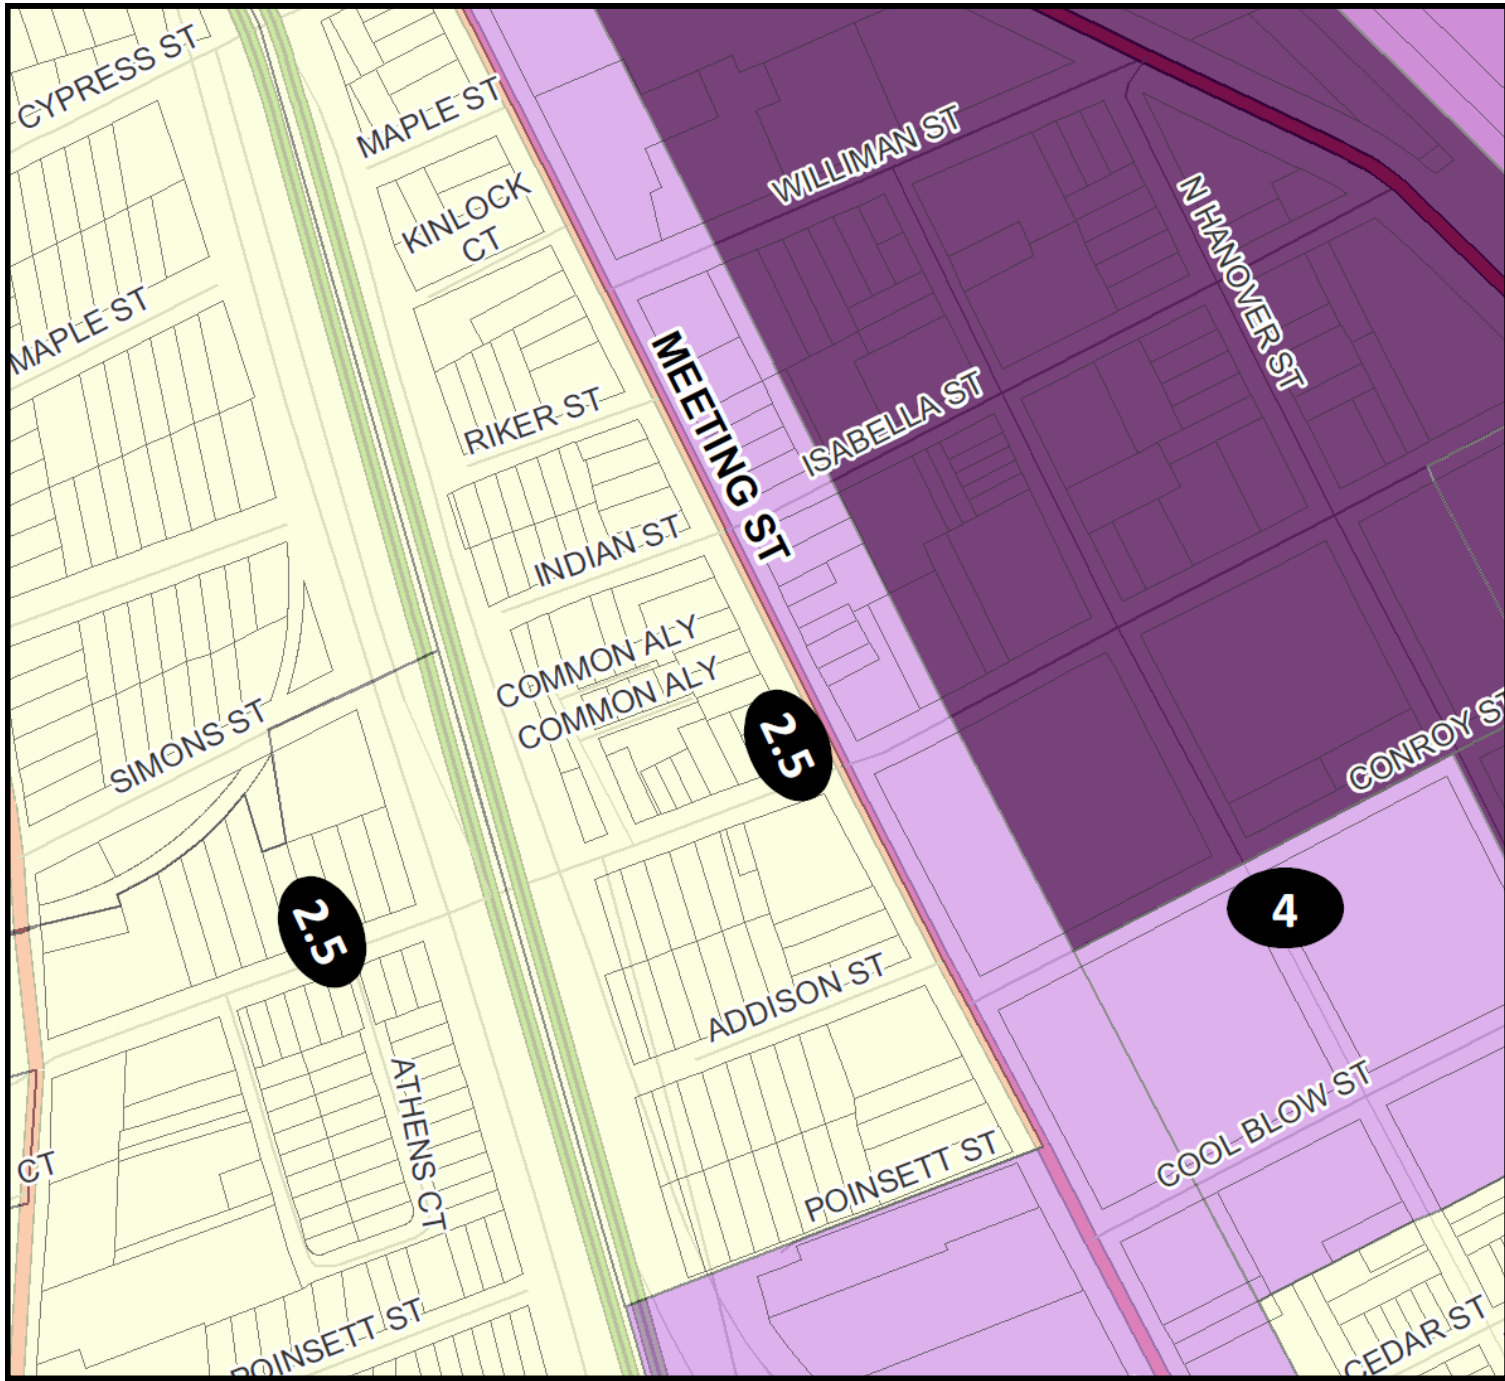 CYPRESS ST
MAPLE ST
WILLIMAN ST
KINLOCK
CT
N HANOVER ST
MAPLE ST
MEETING ST
RIKER ST
ISABELLA ST
INDIAN ST
COMMON ALY
COMMON ALY
SIMONS ST
2.5
CONROY ST
2.5
4
ADDISON ST
ATHENS CT
COOL BLOW ST
CT
POINSETT ST
POINSETT ST
CEDAR ST